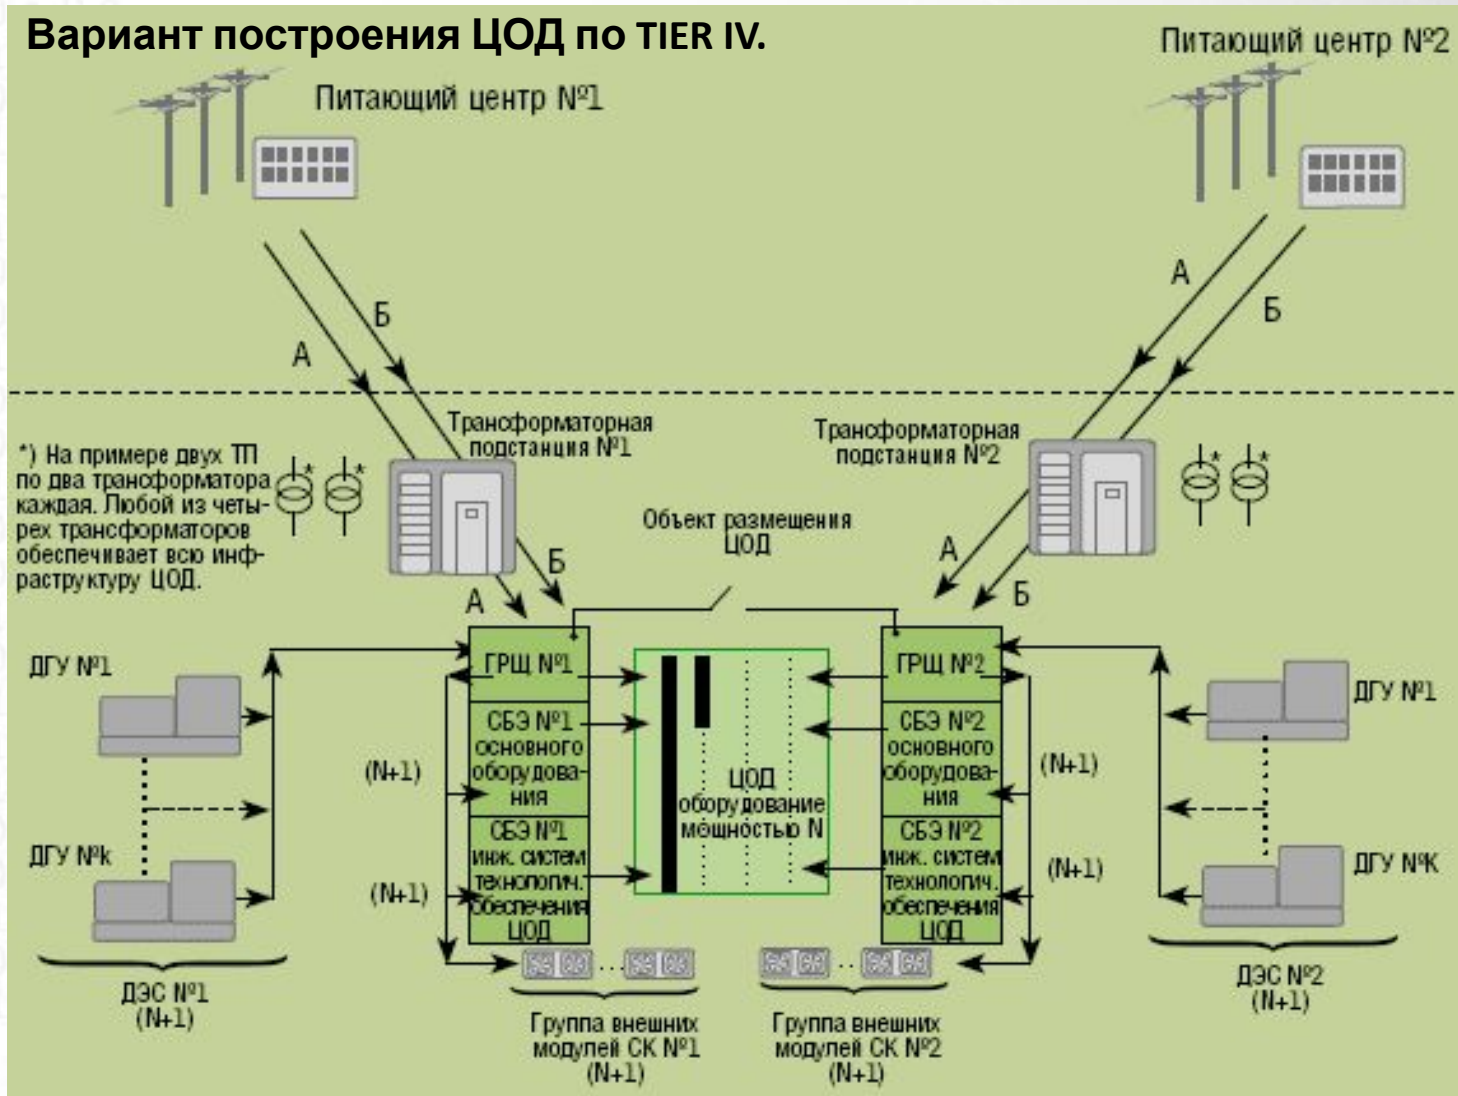 Вариант построения ЦОД по TIER IV.
Питающий центр №1
Питающий центр №2
А
Б
А
Б
Трансформаторная
подстанция №1
Трансформаторная
подстанция №2
*) На примере двух ТП
по два трансформатора
каждая. Любой из четы-
рех трансформаторов
обеспечивает всю инф-
раструктуру ЦОД.
*
*
*
*
Объект размещения
ЦОД
А
Б
А
Б
ДГУ №1
ДГУ №k
ДЭС №1
(N+1)
ГРЩ №1
СБЭ №1
основного
оборудова-
ния
СБЭ №1
инж. систем
технологич.
обеспечения
ЦОД
(N+1)
(N+1)
ЦОД
оборудование
мощностью N
ГРЩ №2
СБЭ №2
основного
оборудова-
ния
СБЭ №2
инж. систем
технологич.
обеспечения
ЦОД
(N+1)
(N+1)
ДГУ №1
ДГУ №К
ДЭС №2
(N+1)
...
..
Группа внешних
модулей СК №1
(N+1)
Группа внешних
модулей СК №2
(N+1)